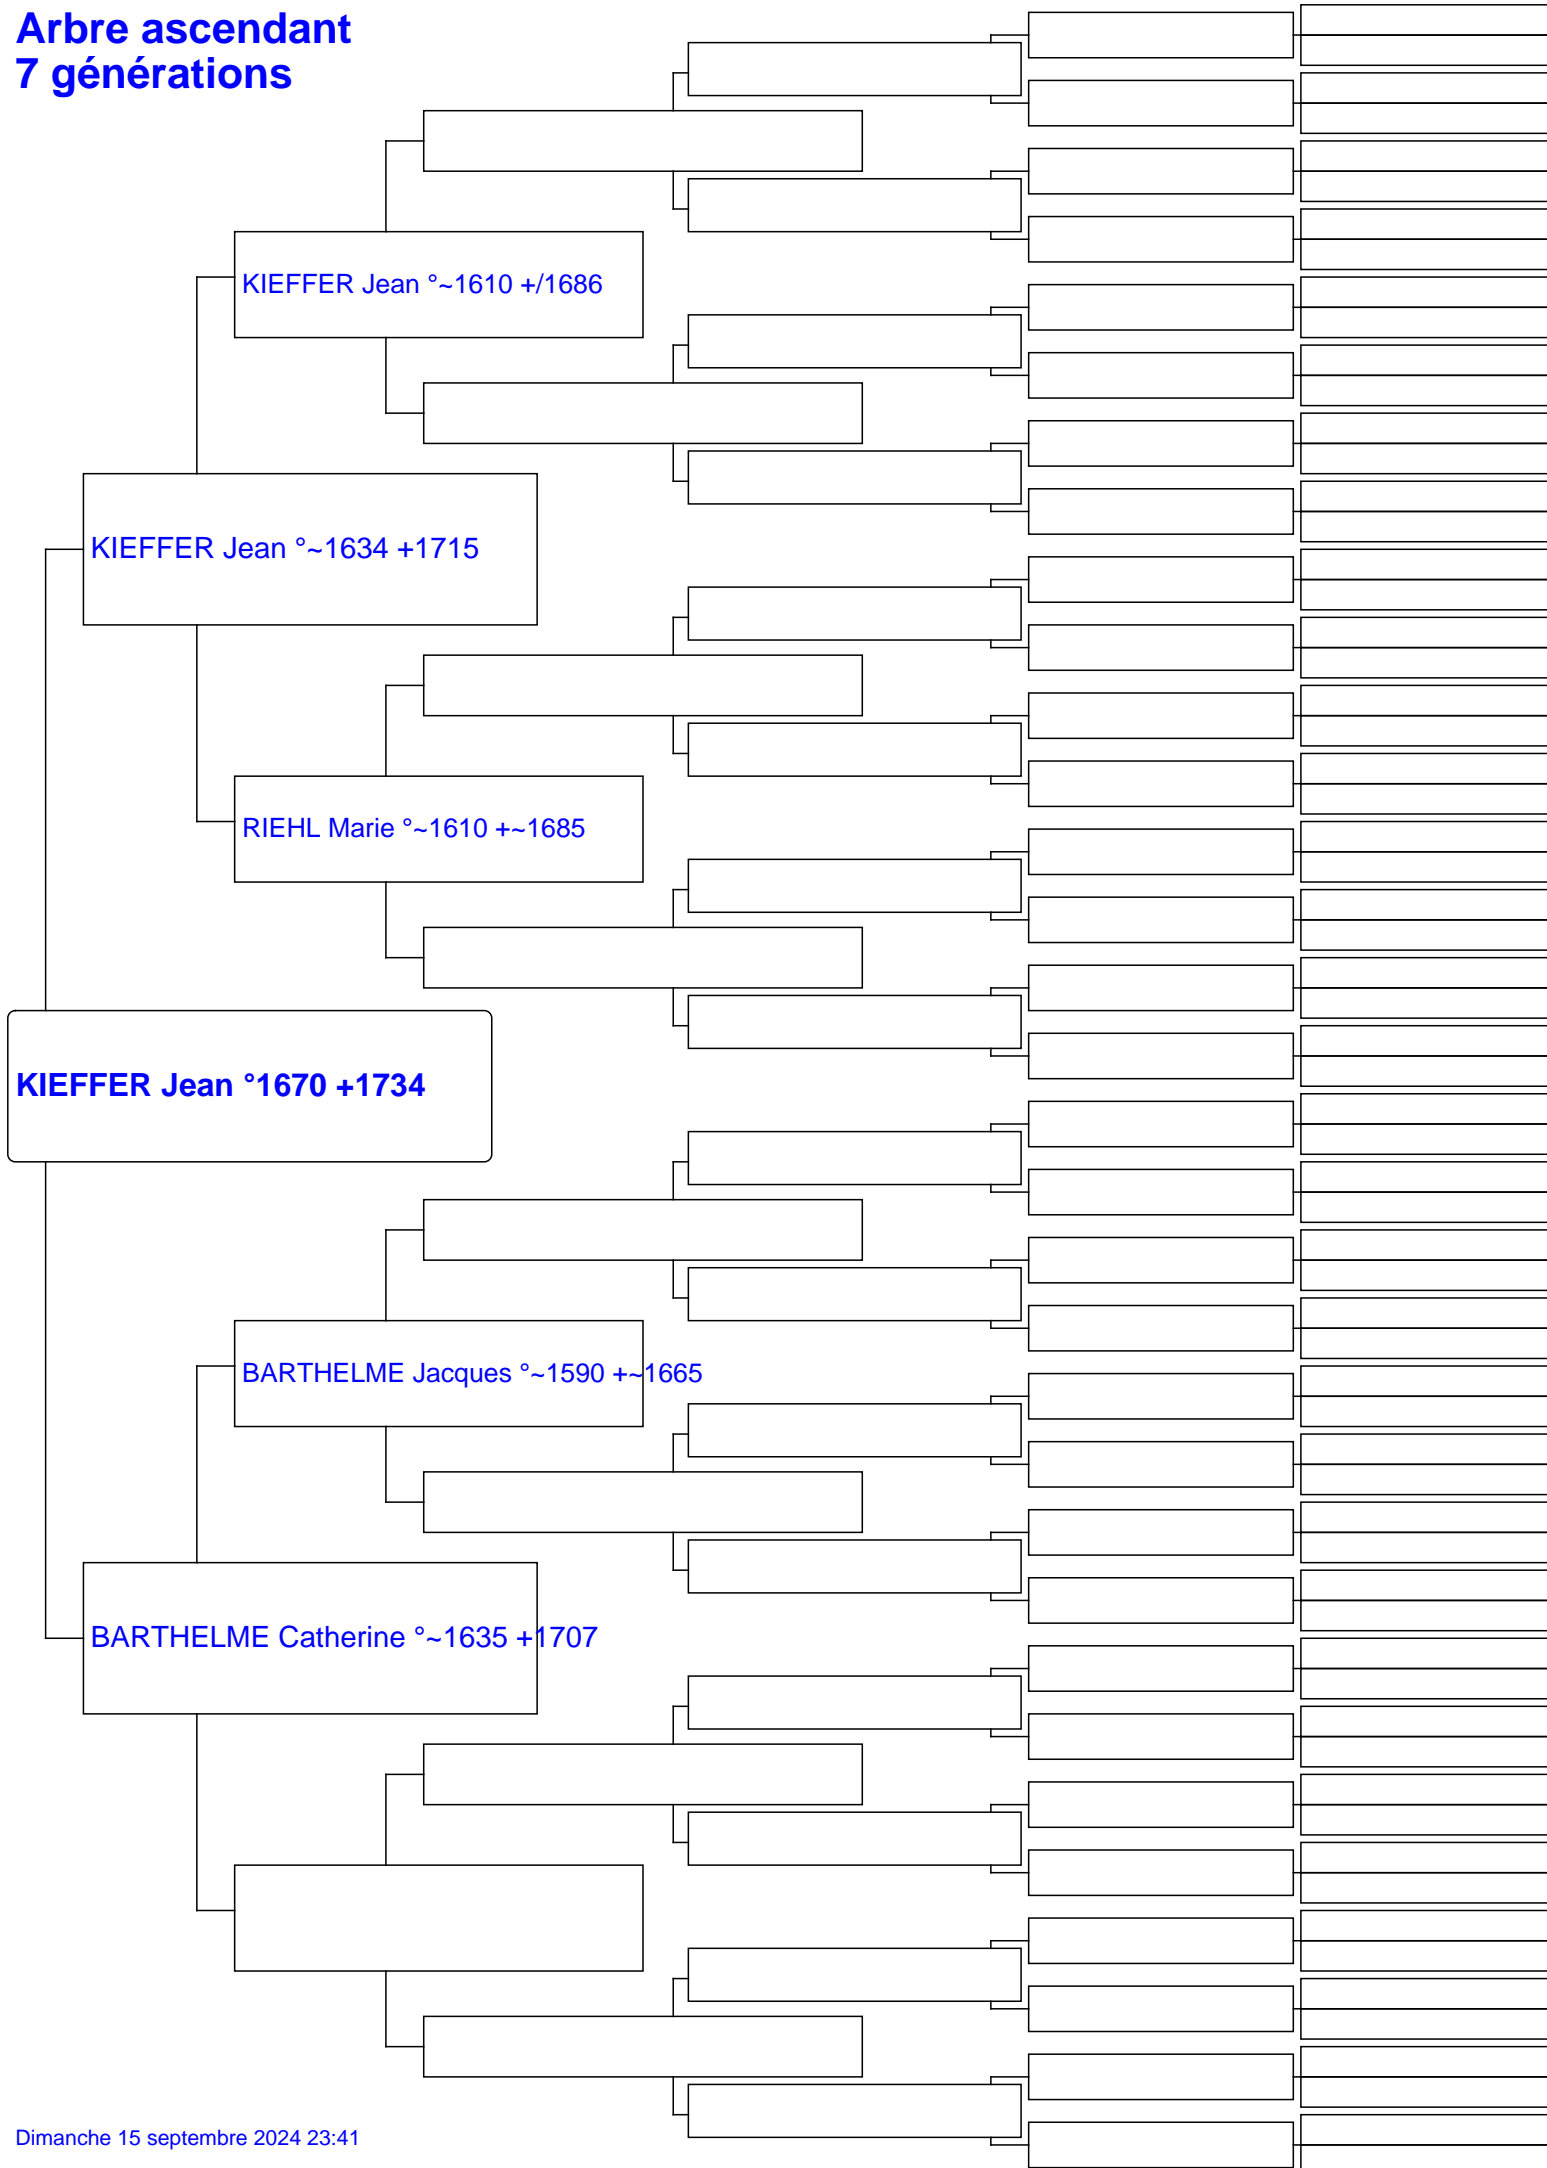 Arbre ascendant
7 générations
KIEFFER Jean °~1610 +/1686
KIEFFER Jean °~1634 +1715
RIEHL Marie °~1610 +~1685
KIEFFER Jean °1670 +1734
BARTHELME Jacques °~1590 +~1665
BARTHELME Catherine °~1635 +1707
Dimanche 15 septembre 2024 23:41